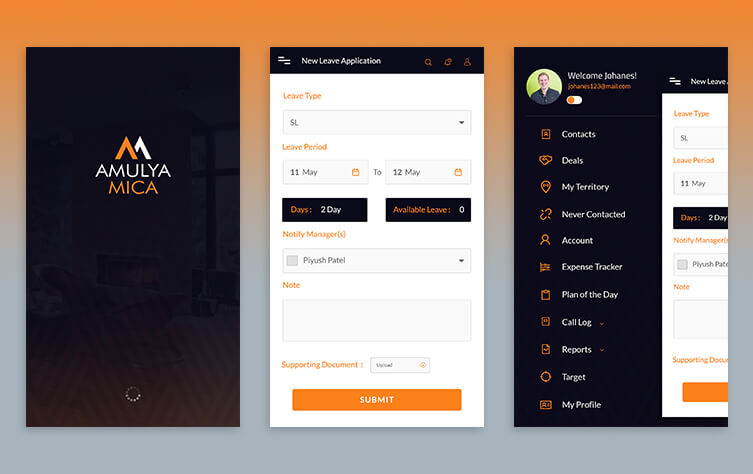 AMULYA
MICA
New Leave Application
Leave Type
SL
Leave Period
11 May
To
12 May
Days : 2 Day
Available Leave : 0
Notify Manager(s)
Piyush Patel
Note
Supporting Document :
Upload
SUBMIT
Welcome Johanes!
johanes123@mail.com
Contacts
Deals
My Territory
Never Contacted
Account
Expense Tracker
Plan of the Day
Call Log
Reports
Target
My Profile
New Leave A
Leave Type
SL
Leave Period
11 May
Days : 2 Day
Notify Manager(s
Piyush Pate
Note
Supporting Docum